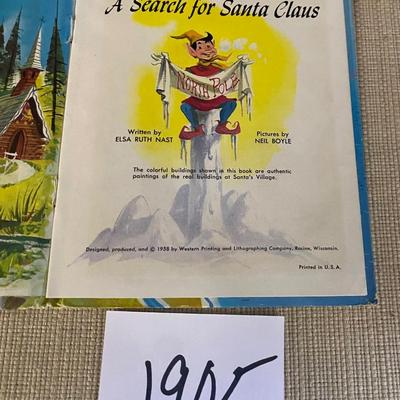 A Search for Santa Claus
NORTH POLE
Written by
ELSA RUTH NAST
Pictures by
NEIL BOYLE
The colorful buildings shown in this book are authentic
paintings of the real buildings at Santa's Village.
Designed, produced, and © 1958 by Western Printing and Lithographing Company, Racine, Wisconsin.
Printed in U.S.A.